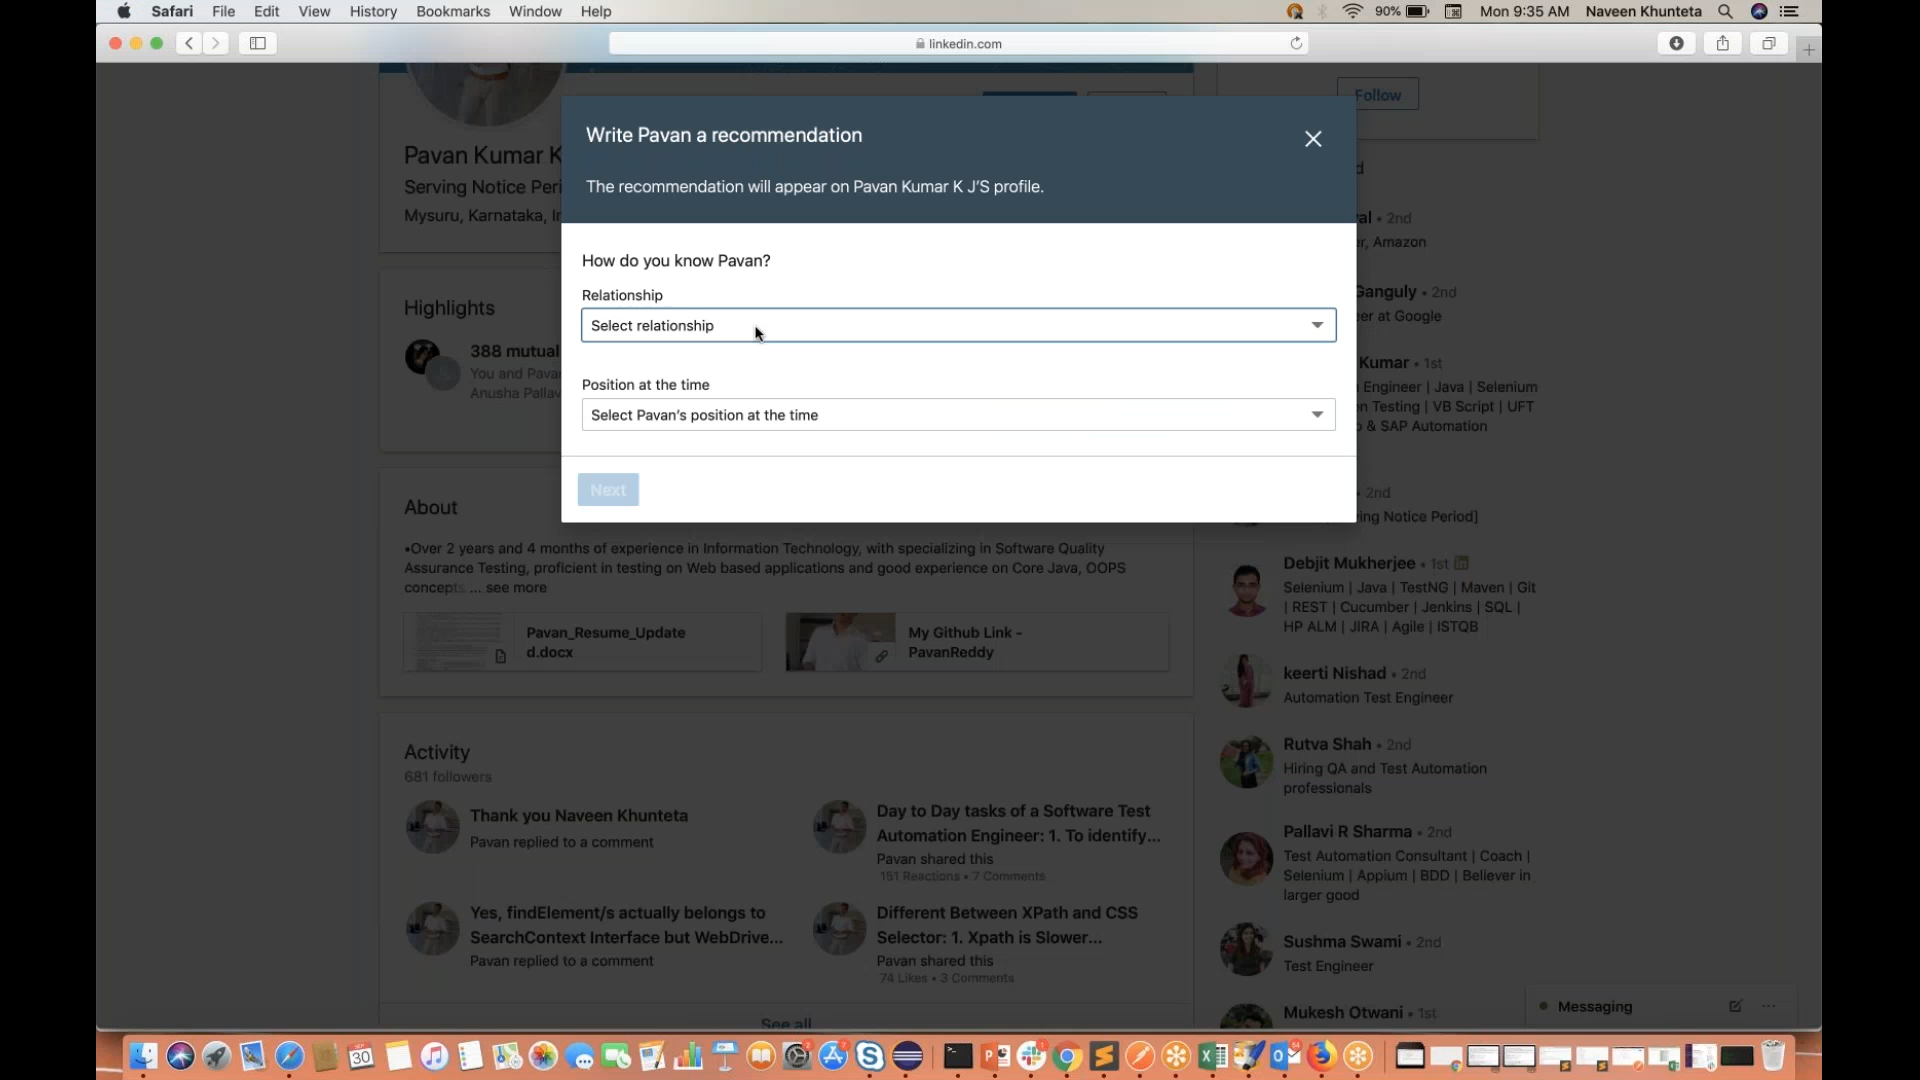 Safari File Edit View History Bookmarks Window Help
90% Mon 9:35 AM Naveen Khunteta
linkedin.com
Write Pavan a recommendation
The recommendation will appear on Pavan Kumar K J'S profile.
How do you know Pavan?
Relationship
Select relationship
Position at the time
Select Pavan's position at the time
Next
Pavan Kumar K
Serving Notice Peri
Mysuru, Karnataka, In
Highlights
388 mutual
You and Pava
Anusha Pallav
About
•Over 2 years and 4 months of experience in Information Technology, with specializing in Software Quality
Assurance Testing, proficient in testing on Web based applications and good experience on Core Java, OOPS
concepts ... see more
Pavan_Resume_Update
d.docx
My Github Link -
PavanReddy
Activity
681 followers
Thank you Naveen Khunteta
Pavan replied to a comment
Day to Day tasks of a Software Test
Automation Engineer: 1. To identify...
Pavan shared this
151 Reactions • 7 Comments
Yes, findElement/s actually belongs to
SearchContext Interface but WebDrive...
Pavan replied to a comment
Different Between XPath and CSS
Selector: 1. Xpath is Slower...
Pavan shared this
74 Likes • 3 Comments
See all
Follow
d
al • 2nd
er, Amazon
Ganguly • 2nd
er at Google
Kumar • 1st
Engineer | Java | Selenium
n Testing | VB Script | UFT
o & SAP Automation
• 2nd
ing Notice Period]
Debjit Mukherjee • 1st
Selenium | Java | TestNG | Maven | Git
| REST | Cucumber | Jenkins | SQL |
HP ALM | JIRA | Agile | ISTQB
keerti Nishad • 2nd
Automation Test Engineer
Rutva Shah • 2nd
Hiring QA and Test Automation
professionals
Pallavi R Sharma • 2nd
Test Automation Consultant | Coach |
Selenium | Appium | BDD | Believer in
larger good
Sushma Swami • 2nd
Test Engineer
Mukesh Otwani • 1st
Messaging
30